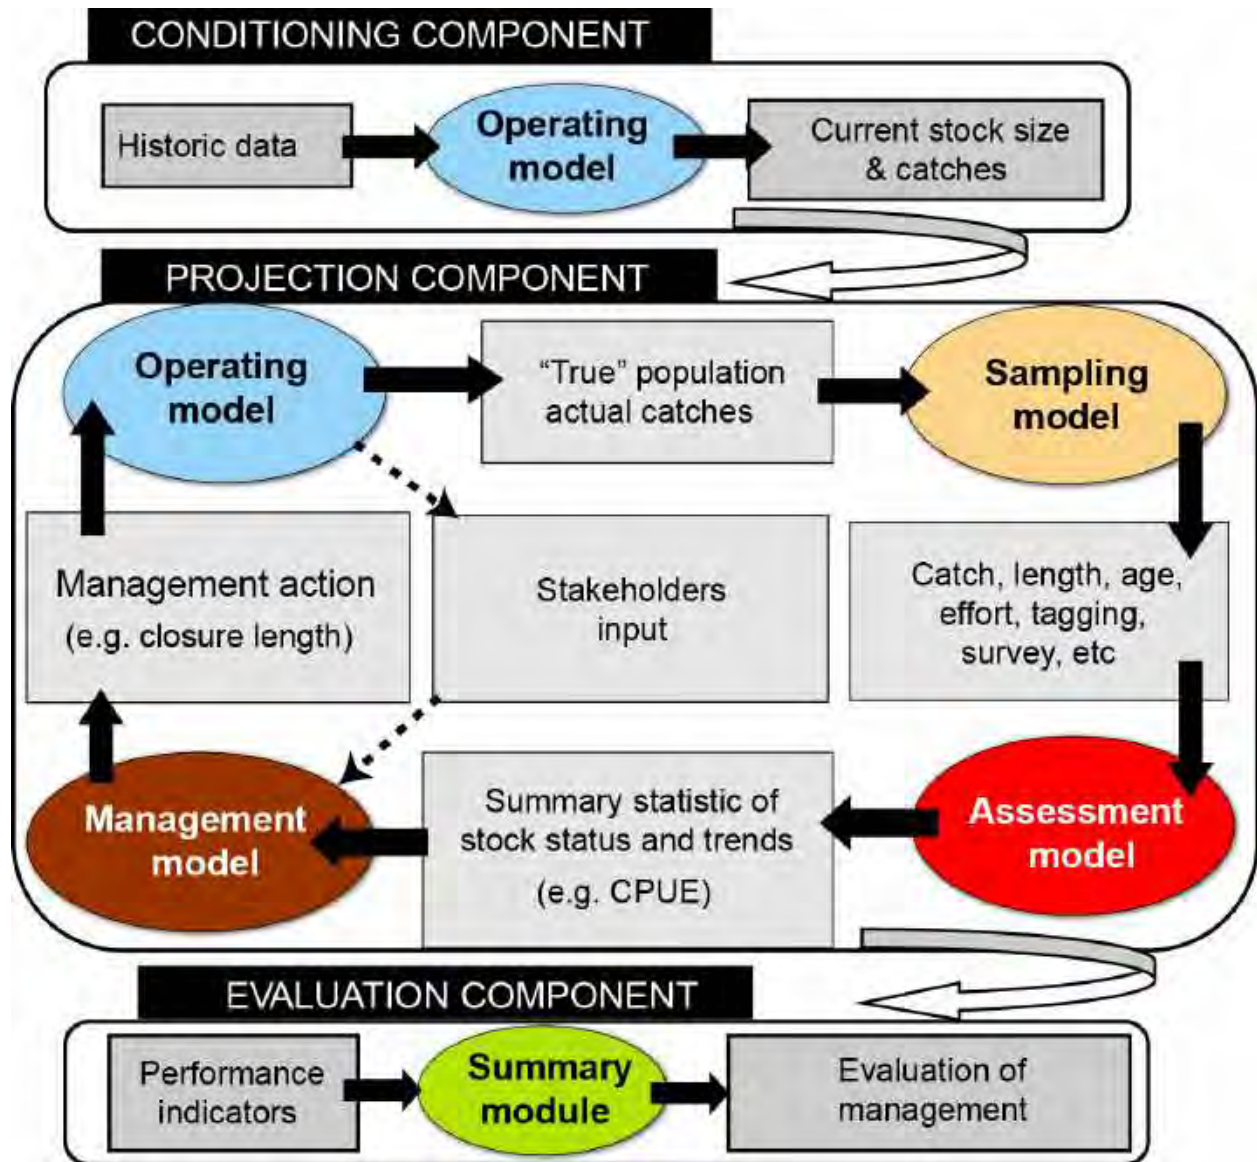 CONDITIONING COMPONENT
Historic data
Operating
model
Current stock size
& catches
PROJECTION COMPONENT
Operating
model
“True” population
actual catches
Sampling
model
Management action
(e.g. closure length)
Stakeholders
input
Catch, length, age,
effort, tagging,
survey, etc
Management
model
Summary statistic of
stock status and trends
(e.g. CPUE)
Assessment
model
EVALUATION COMPONENT
Performance
indicators
Summary
module
Evaluation of
management